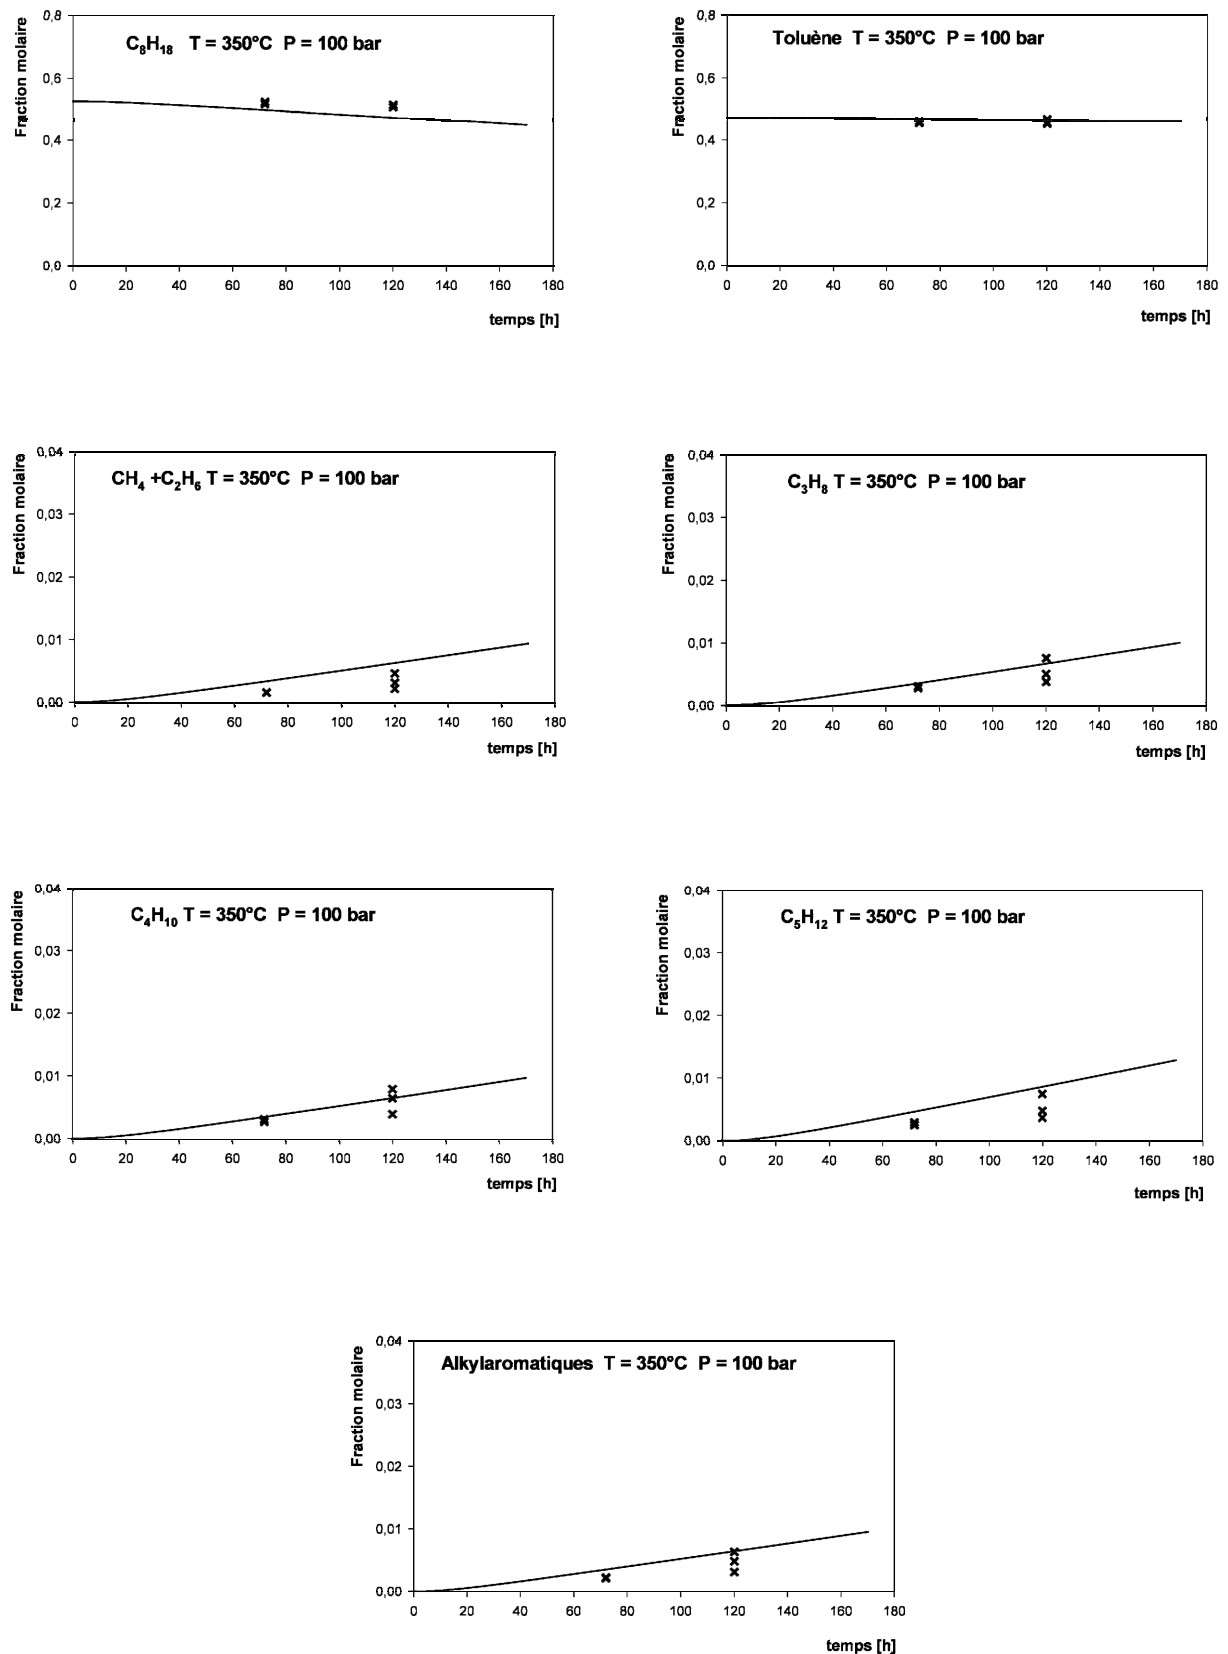 C8H18 T = 350°C P = 100 bar
Fraction molaire
0,8
0,6
0,4
0,2
0,0
0 20 40 60 80 100 120 140 160 180
temps [h]
Toluène T = 350°C P = 100 bar
Fraction molaire
0,8
0,6
0,4
0,2
0,0
0 20 40 60 80 100 120 140 160 180
temps [h]
CH4 +C2H6 T = 350°C P = 100 bar
Fraction molaire
0,04
0,03
0,02
0,01
0,00
0 20 40 60 80 100 120 140 160 180
temps [h]
C3H8 T = 350°C P = 100 bar
Fraction molaire
0,04
0,03
0,02
0,01
0,00
0 20 40 60 80 100 120 140 160 180
temps [h]
C4H10 T = 350°C P = 100 bar
Fraction molaire
0,04
0,03
0,02
0,01
0,00
0 20 40 60 80 100 120 140 160 180
temps [h]
C5H12 T = 350°C P = 100 bar
Fraction molaire
0,04
0,03
0,02
0,01
0,00
0 20 40 60 80 100 120 140 160 180
temps [h]
Alkylaromatiques T = 350°C P = 100 bar
Fraction molaire
0,04
0,03
0,02
0,01
0,00
0 20 40 60 80 100 120 140 160 180
temps [h]